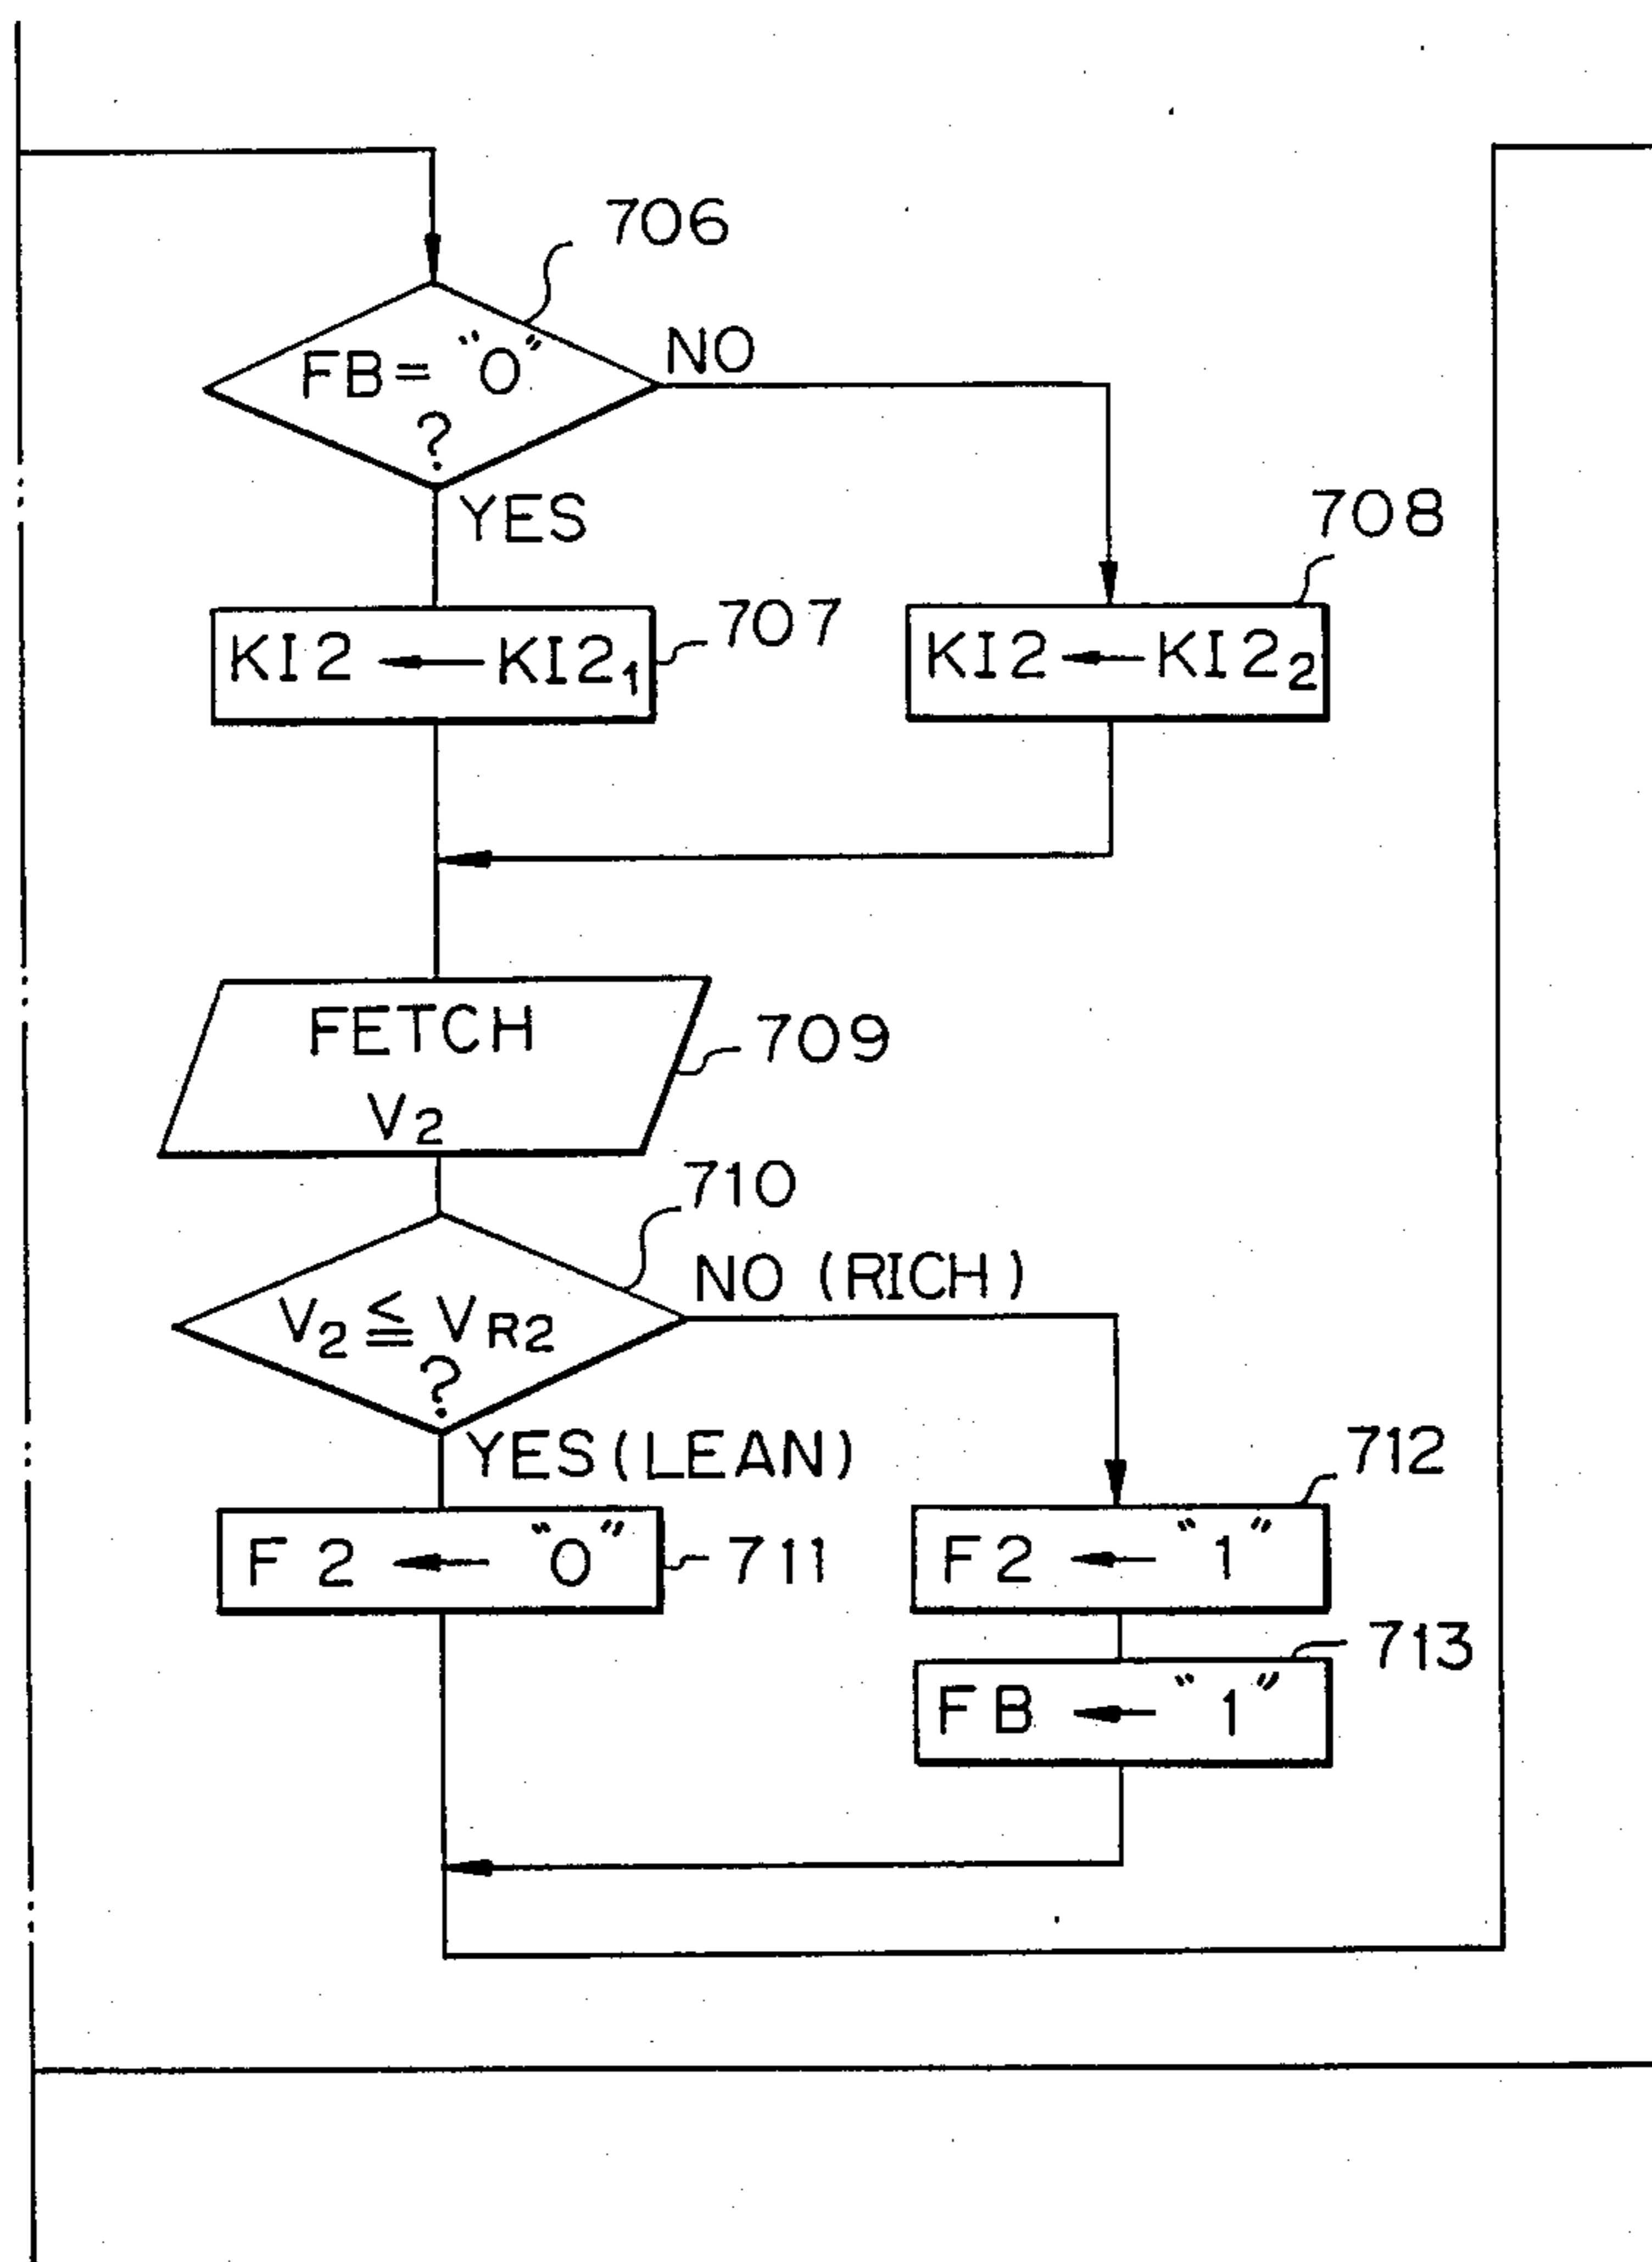 706
FB = "0"
?
NO
YES
708
KI2 ← KI2₁
707
KI2 ← KI2₂
FETCH
V₂
709
710
V₂ ≦ VR₂
?
NO (RICH)
YES (LEAN)
712
F2 ← "0"
711
F2 ← "1"
713
FB ← "1"